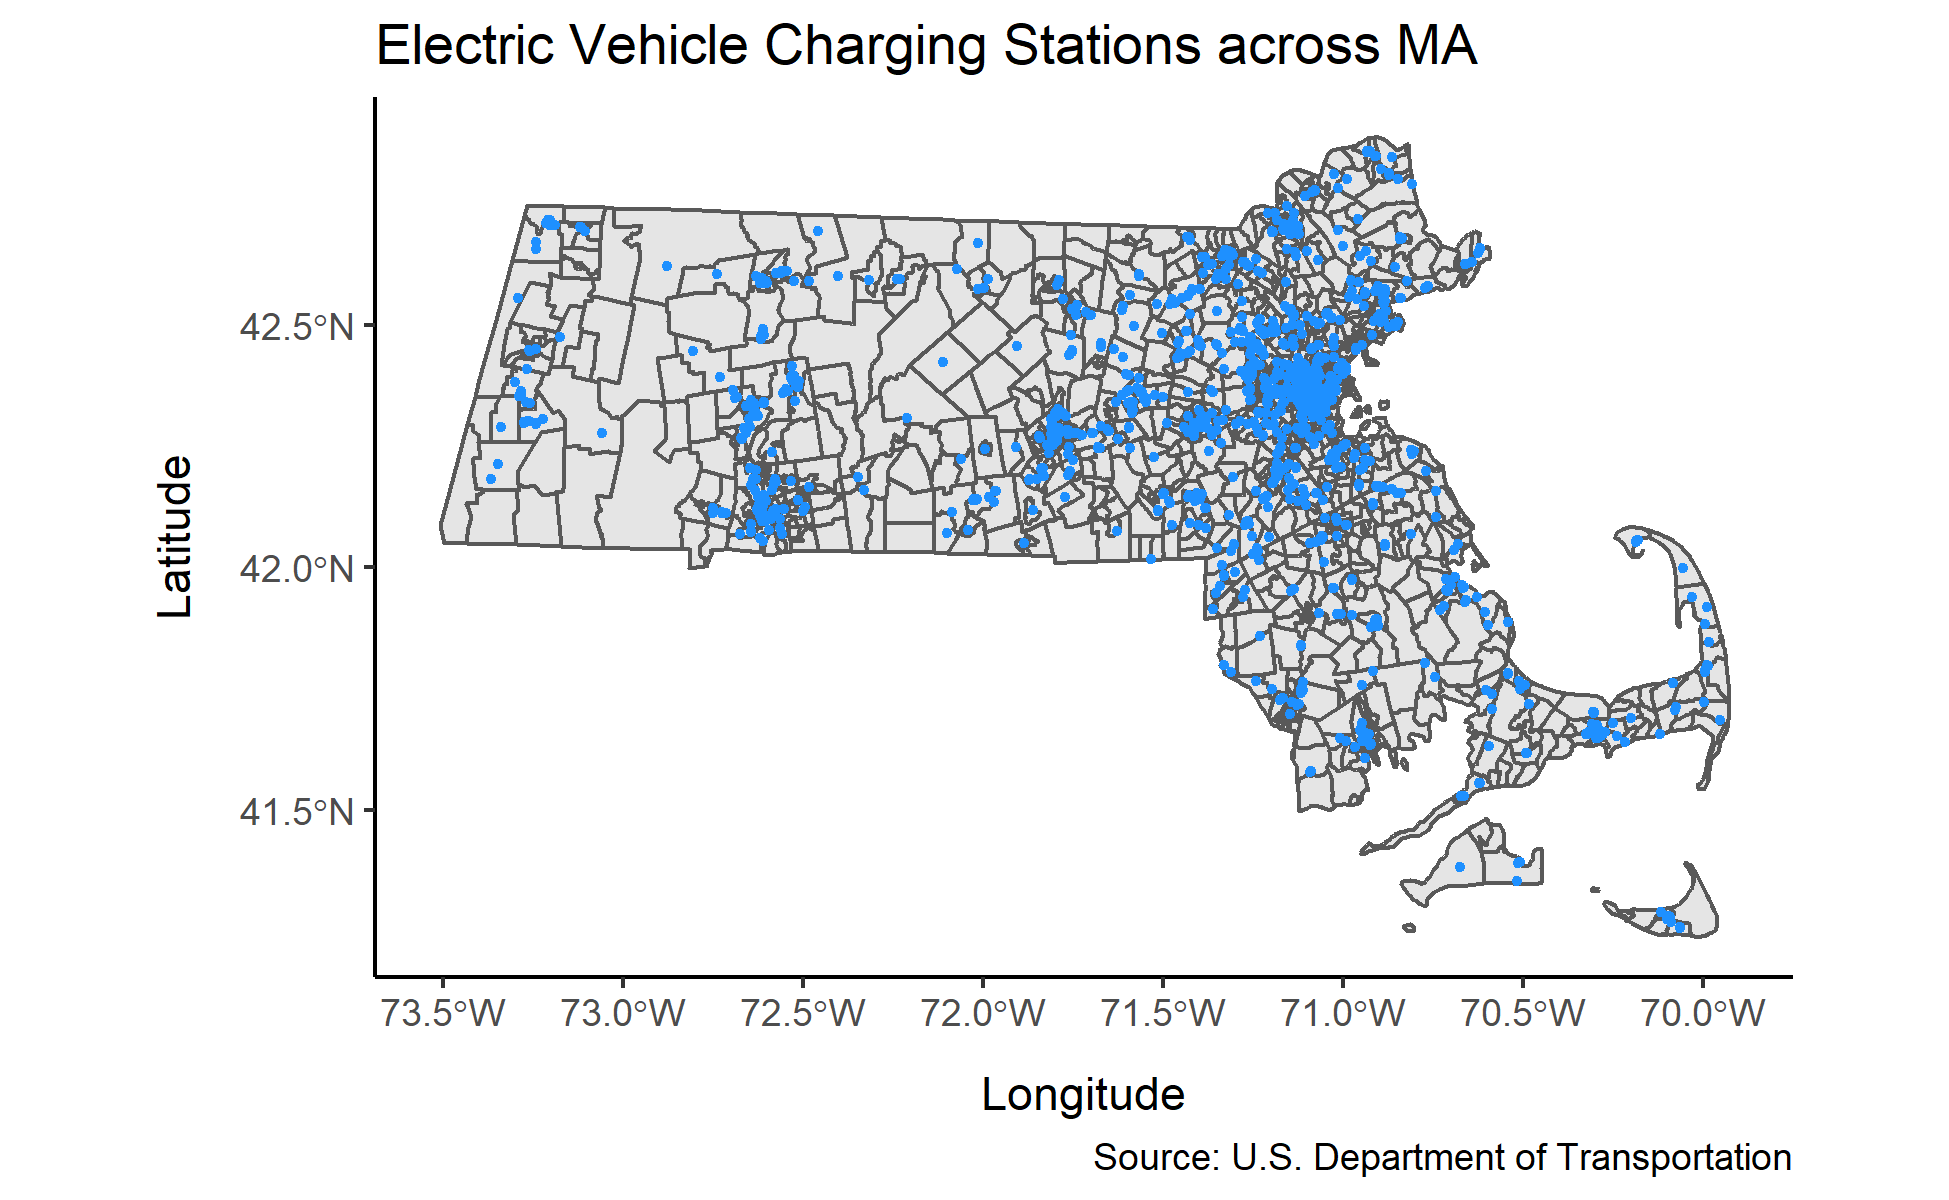 Electric Vehicle Charging Stations across MA
Latitude
42.5°N
42.0°N
41.5°N
73.5°W 73.0°W 72.5°W 72.0°W 71.5°W 71.0°W 70.5°W 70.0°W
Longitude
Source: U.S. Department of Transportation